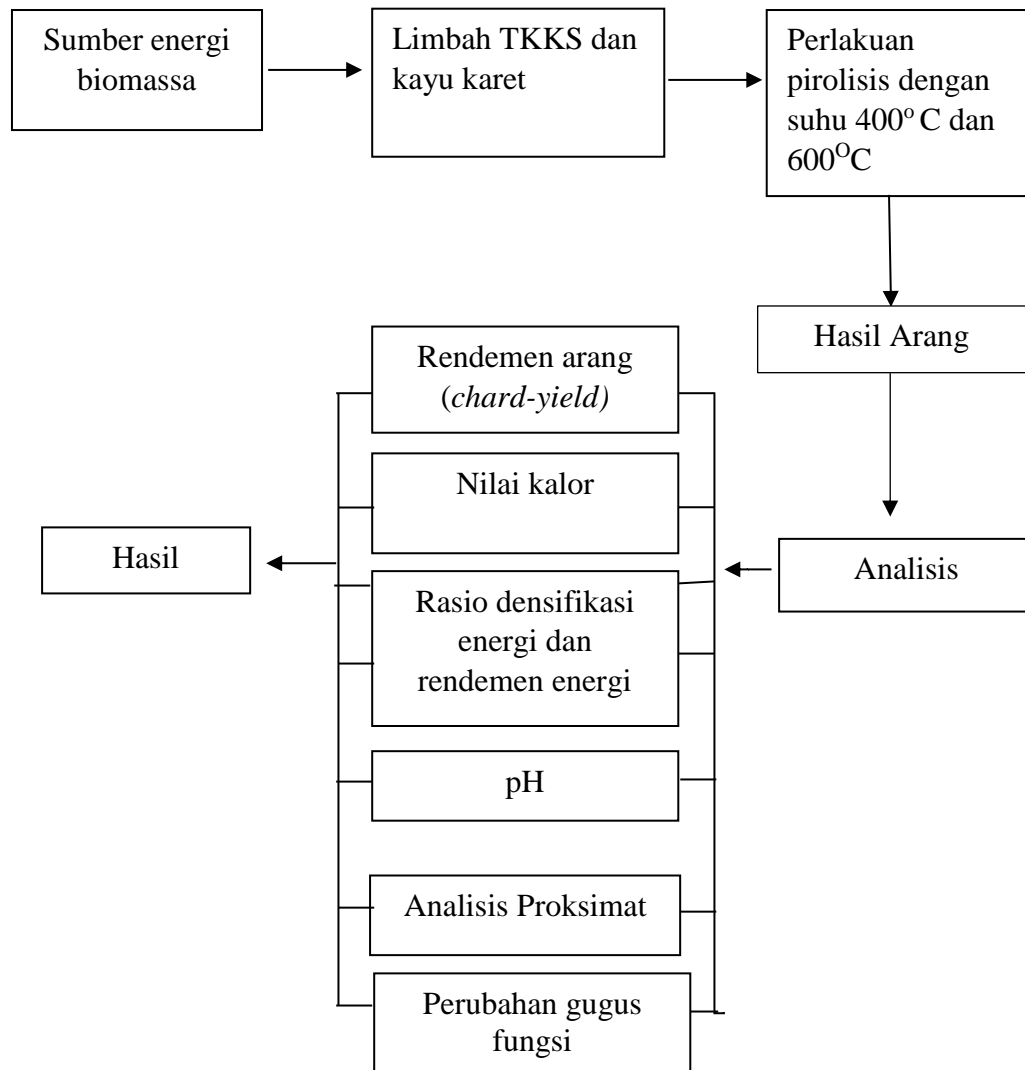 Sumber energi
biomassa
Limbah TKKS dan
kayu karet
Perlakuan
pirolisis dengan
suhu 400° C dan
600°C
Hasil Arang
Analisis
Rendemen arang
(chard-yield)
Nilai kalor
Rasio densifikasi
energi dan
rendemen energi
pH
Analisis Proksimat
Perubahan gugus
fungsi
Hasil